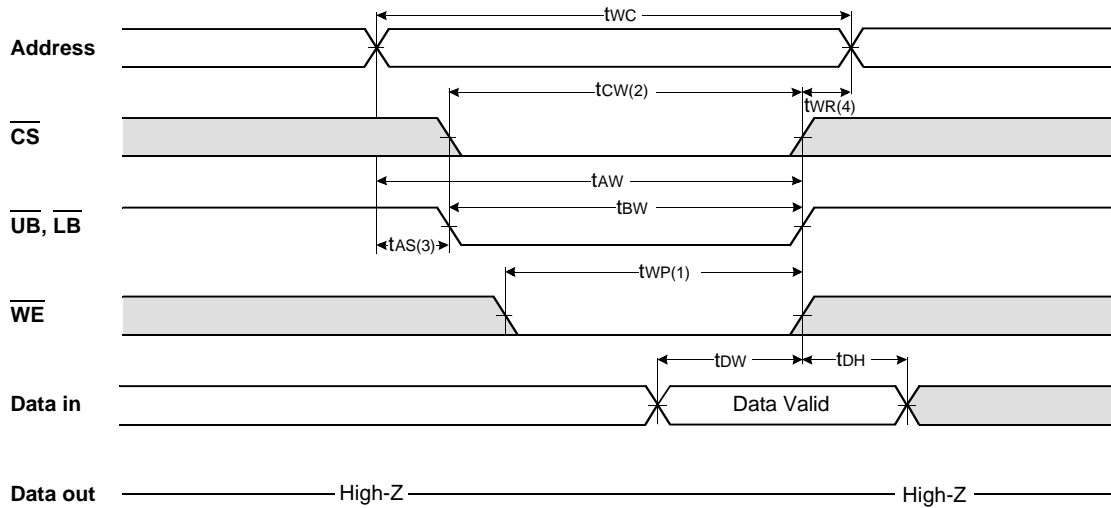 tWC
Address
tCW(2)
tWR(4)
CS
tAW
UB, LB
tBW
tAS(3)
tWP(1)
WE
tDW
tDH
Data in
Data Valid
Data out
High-Z
High-Z